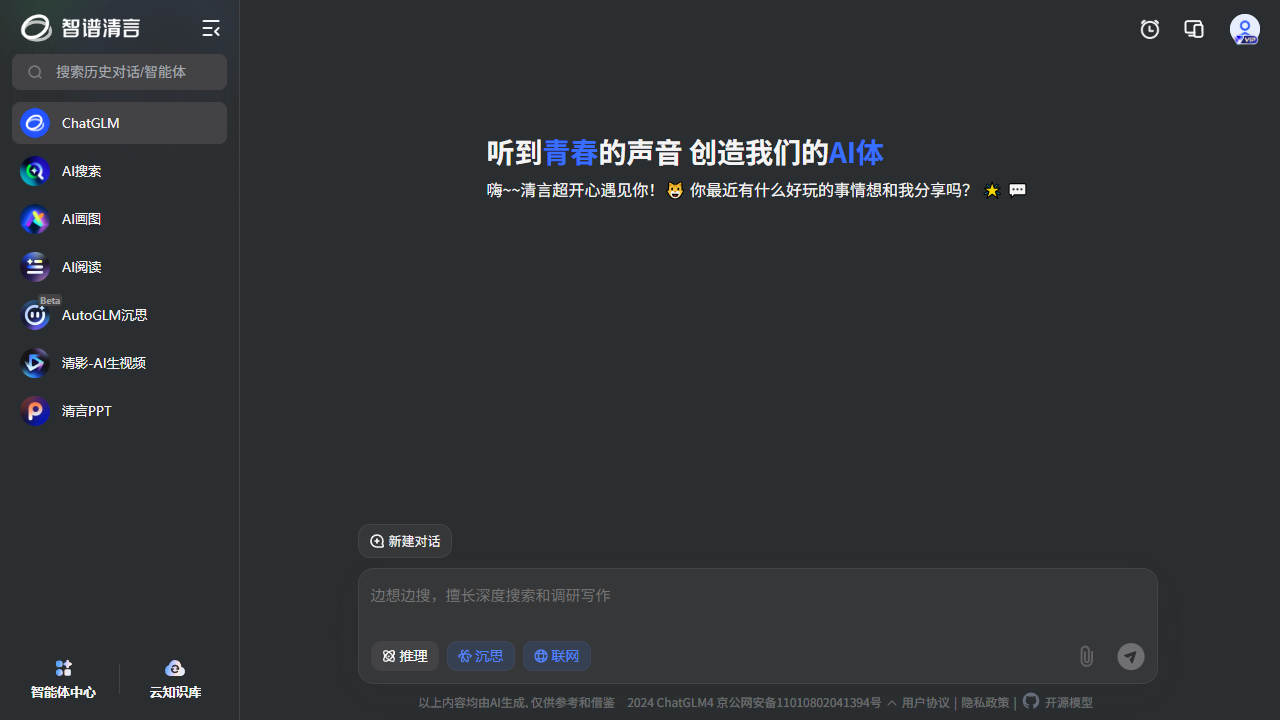 智谱清言
搜索历史对话/智能体
ChatGLM
AI搜索
AI画图
AI阅读
Beta
AutoGLM沉思
清影-AI生视频
清言PPT
智能体中心
云知识库
VIP
听到青春的声音 创造我们的AI体
嗨~~清言超开心遇见你！😺 你最近有什么好玩的事情想和我分享吗？ 🌟 💬
新建对话
边想边搜，擅长深度搜索和调研写作
推理
沉思
联网
以上内容均由AI生成, 仅供参考和借鉴 2024 ChatGLM4 京公网安备11010802041394号 用户协议 | 隐私政策 | 开源模型